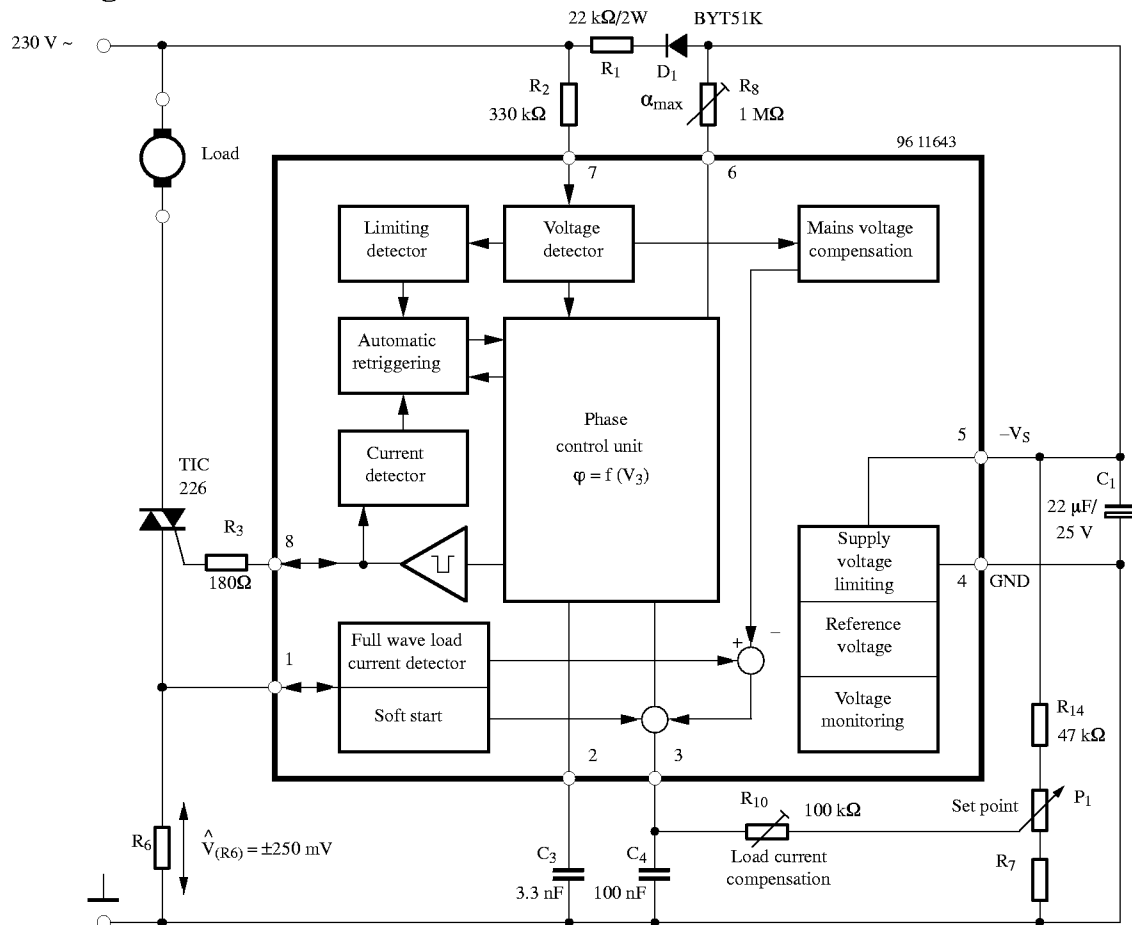 22 kΩ/2W
BYT51K
230 V ~
R1
D1
R2
330 kΩ
αmax
R8
1 MΩ
96 11643
Load
7
6
Limiting
detector
Voltage
detector
Mains voltage
compensation
Automatic
retriggering
Phase
control unit
φ = f (V3)
Current
detector
TIC
226
R3
180Ω
8
5
–VS
C1
22 μF/
25 V
Supply
voltage
limiting
4
GND
Reference
voltage
Voltage
monitoring
Full wave load
current detector
Soft start
1
+
–
2
3
R14
47 kΩ
R10
100 kΩ
Set point
P1
Load current
compensation
R6
V̂(R6) = ±250 mV
C3
3.3 nF
C4
100 nF
R7